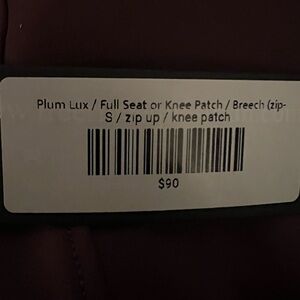 Plum Lux / Full Seat or Knee Patch / Breech (zip-
S / zip up / knee patch
$90